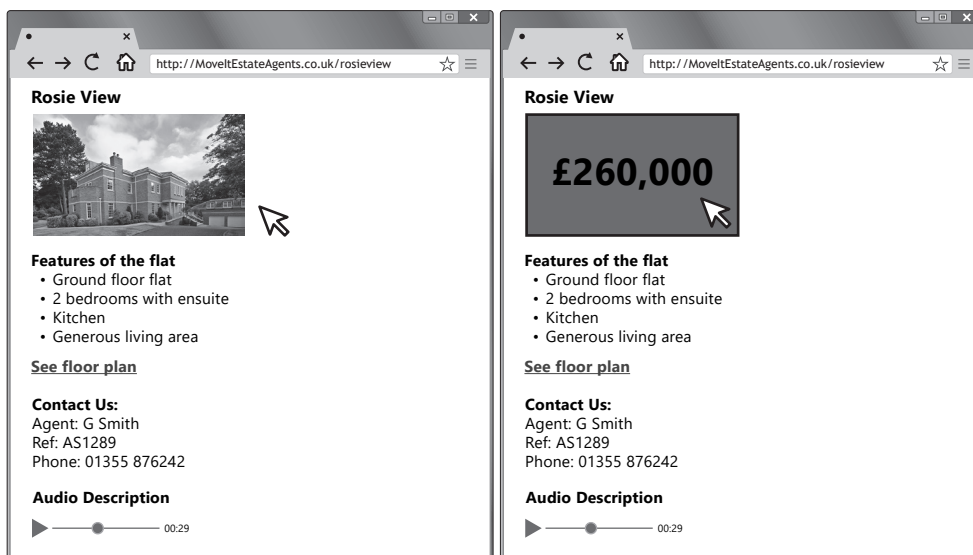 http://MoveItEstateAgents.co.uk/rosieview
Rosie View
Features of the flat
• Ground floor flat
• 2 bedrooms with ensuite
• Kitchen
• Generous living area
See floor plan
Contact Us:
Agent: G Smith
Ref: AS1289
Phone: 01355 876242
Audio Description
00:29
http://MoveItEstateAgents.co.uk/rosieview
Rosie View
£260,000
Features of the flat
• Ground floor flat
• 2 bedrooms with ensuite
• Kitchen
• Generous living area
See floor plan
Contact Us:
Agent: G Smith
Ref: AS1289
Phone: 01355 876242
Audio Description
00:29